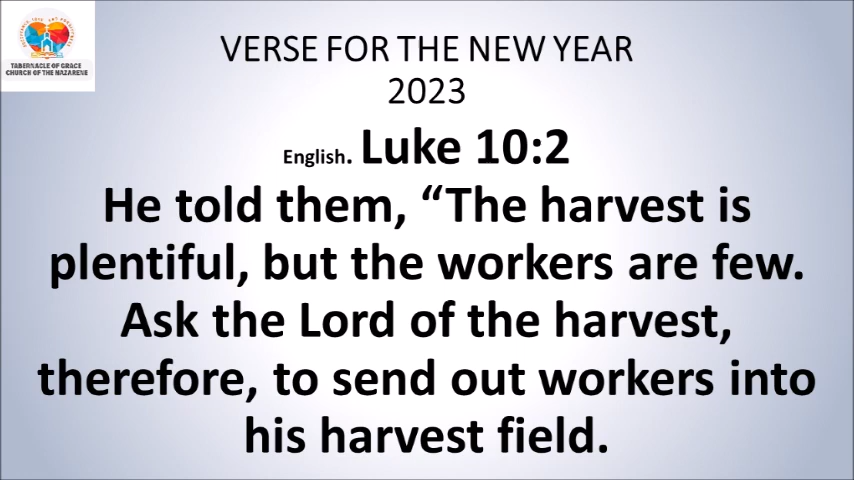 TABERNACLE OF GRACE
CHURCH OF THE NAZARENE
VERSE FOR THE NEW YEAR
2023
English. Luke 10:2
He told them, “The harvest is
plentiful, but the workers are few.
Ask the Lord of the harvest,
therefore, to send out workers into
his harvest field.